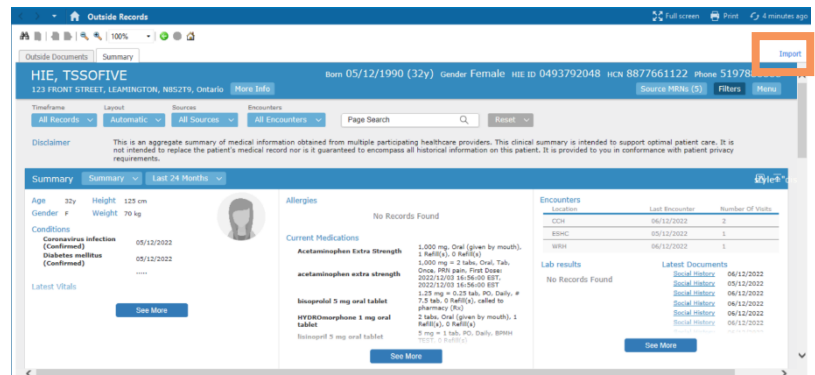 Outside Records
Full screen Print 4 minutes ago
100%
Outside Documents Summary
Import
HIE, TSSOFIVE
Born 05/12/1990 (32y) Gender Female HIE ID 0493792048 HCN 8877661122 Phone 51978
123 FRONT STREET, LEAMINGTON, N8S2T9, Ontario More Info
Source MRNs (5) Filters Menu
Timeframe Layout Sources Encounters
All Records Automatic All Sources All Encounters Page Search Reset
Disclaimer
This is an aggregate summary of medical information obtained from multiple participating healthcare providers. This clinical summary is intended to support optimal patient care. It is
not intended to replace the patient's medical record nor is it guaranteed to encompass all historical information on this patient. It is provided to you in conformance with patient privacy
requirements.
Summary Summary Last 24 Months
Age 32y Height 125 cm
Gender F Weight 70 kg
Conditions
Coronavirus infection
(Confirmed) 05/12/2022
Diabetes mellitus
(Confirmed) 05/12/2022
.....
Latest Vitals
See More
Allergies
No Records Found
Current Medications
Acetaminophen Extra Strength
1,000 mg, Oral (given by mouth),
1 Refill(s), 0 Refill(s)
acetaminophen extra strength
1,000 mg = 2 tabs, Oral, Tab,
Once, PRN pain, First Dose:
2022/12/03 16:56:00 EST,
2022/12/03 16:56:00 EST
bisoprolol 5 mg oral tablet
1.25 mg = 0.25 tab, PO, Daily, #
7.5 tab, 0 Refill(s), called to
pharmacy (Rx)
HYDROmorphone 1 mg oral
tablet
2 tabs, Oral (given by mouth), 1
Refill(s), 0 Refill(s)
lisinopril 5 mg oral tablet
5 mg = 1 tab, PO, Daily, BPMH
TEST, 0 Refill(s)
See More
Encounters
Location Last Encounter Number Of Visits
CCH 06/12/2022 2
ESHC 05/12/2022 1
WRH 06/12/2022 1
Lab results
No Records Found
Latest Documents
Social History 06/12/2022
Social History 05/12/2022
Social History 06/12/2022
Social History 06/12/2022
Social History 06/12/2022
Social History 06/12/2022
See More